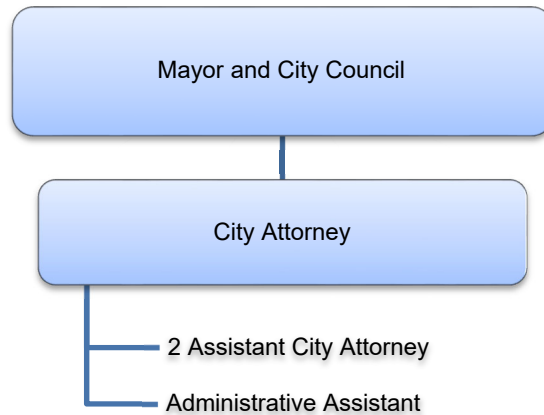 Mayor and City Council
City Attorney
2 Assistant City Attorney
Administrative Assistant